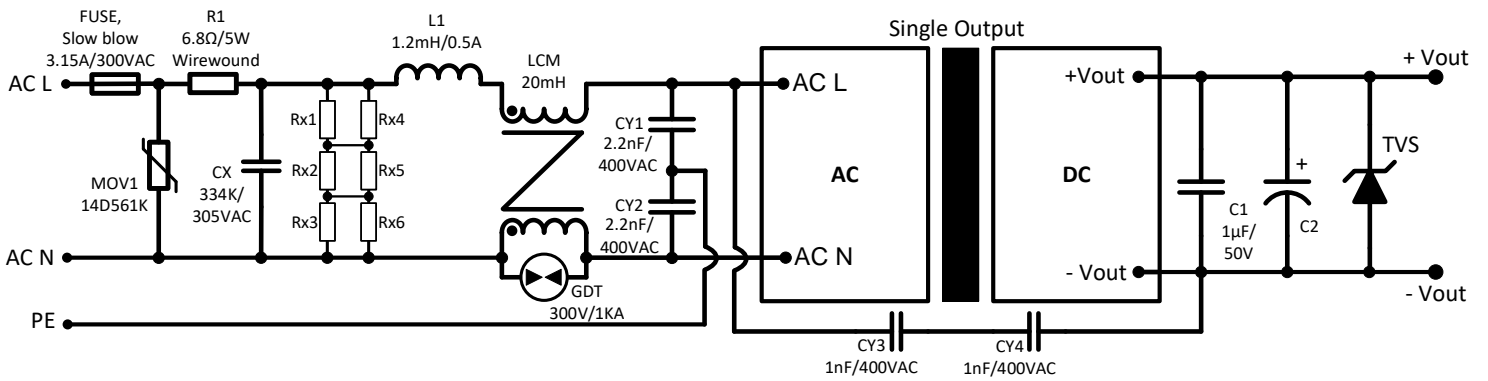 FUSE,
Slow blow
3.15A/300VAC
R1
6.8Ω/5W
Wirewound
L1
1.2mH/0.5A
LCM
20mH
Single Output
AC L
AC L
+Vout
+ Vout
Rx1
Rx4
CY1
2.2nF/
400VAC
MOV1
14D561K
CX
334K/
305VAC
Rx2
Rx5
AC
DC
TVS
+
Rx3
Rx6
CY2
2.2nF/
400VAC
C1
1µF/
50V
C2
AC N
AC N
- Vout
- Vout
GDT
300V/1KA
PE
CY3
1nF/400VAC
CY4
1nF/400VAC